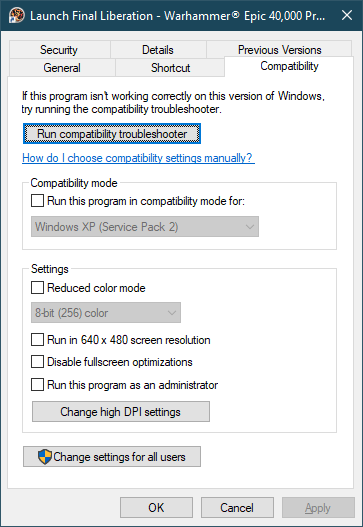 Launch Final Liberation - Warhammer® Epic 40,000 Pr...
Security Details Previous Versions
General Shortcut Compatibility
If this program isn't working correctly on this version of Windows,
try running the compatibility troubleshooter.
Run compatibility troubleshooter
How do I choose compatibility settings manually?
Compatibility mode
Run this program in compatibility mode for:
Windows XP (Service Pack 2)
Settings
Reduced color mode
8-bit (256) color
Run in 640 x 480 screen resolution
Disable fullscreen optimizations
Run this program as an administrator
Change high DPI settings
Change settings for all users
OK Cancel Apply